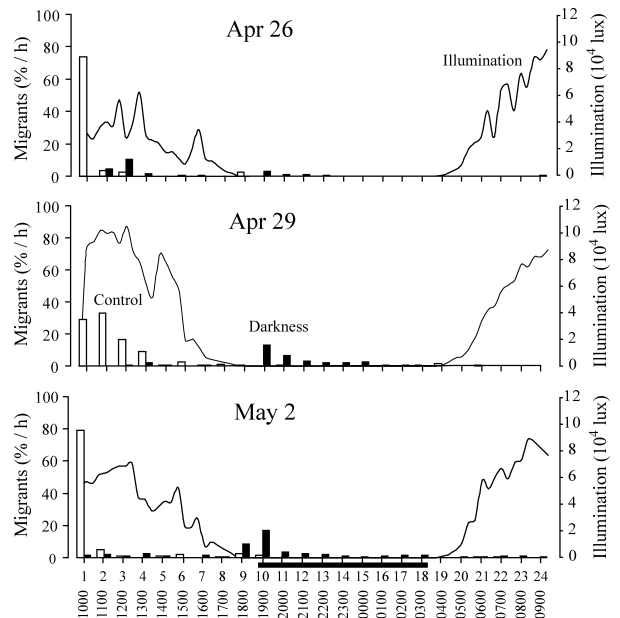 Apr 26
Migrants (% / h)
100
80
60
40
20
0
Illumination
12
10
8
6
4
2
0
Illumination (10⁴ lux)
Apr 29
Migrants (% / h)
100
80
60
40
20
0
Control
Darkness
12
10
8
6
4
2
0
Illumination (10⁴ lux)
May 2
Migrants (% / h)
100
80
60
40
20
0
12
10
8
6
4
2
0
Illumination (10⁴ lux)
1 2 3 4 5 6 7 8 9 10 11 12 13 14 15 16 17 18 19 20 21 22 23 24
1000 1100 1200 1300 1400 1500 1600 1700 1800 1900 2000 2100 2200 2300 0000 0100 0200 0300 0400 0500 0600 0700 0800 0900